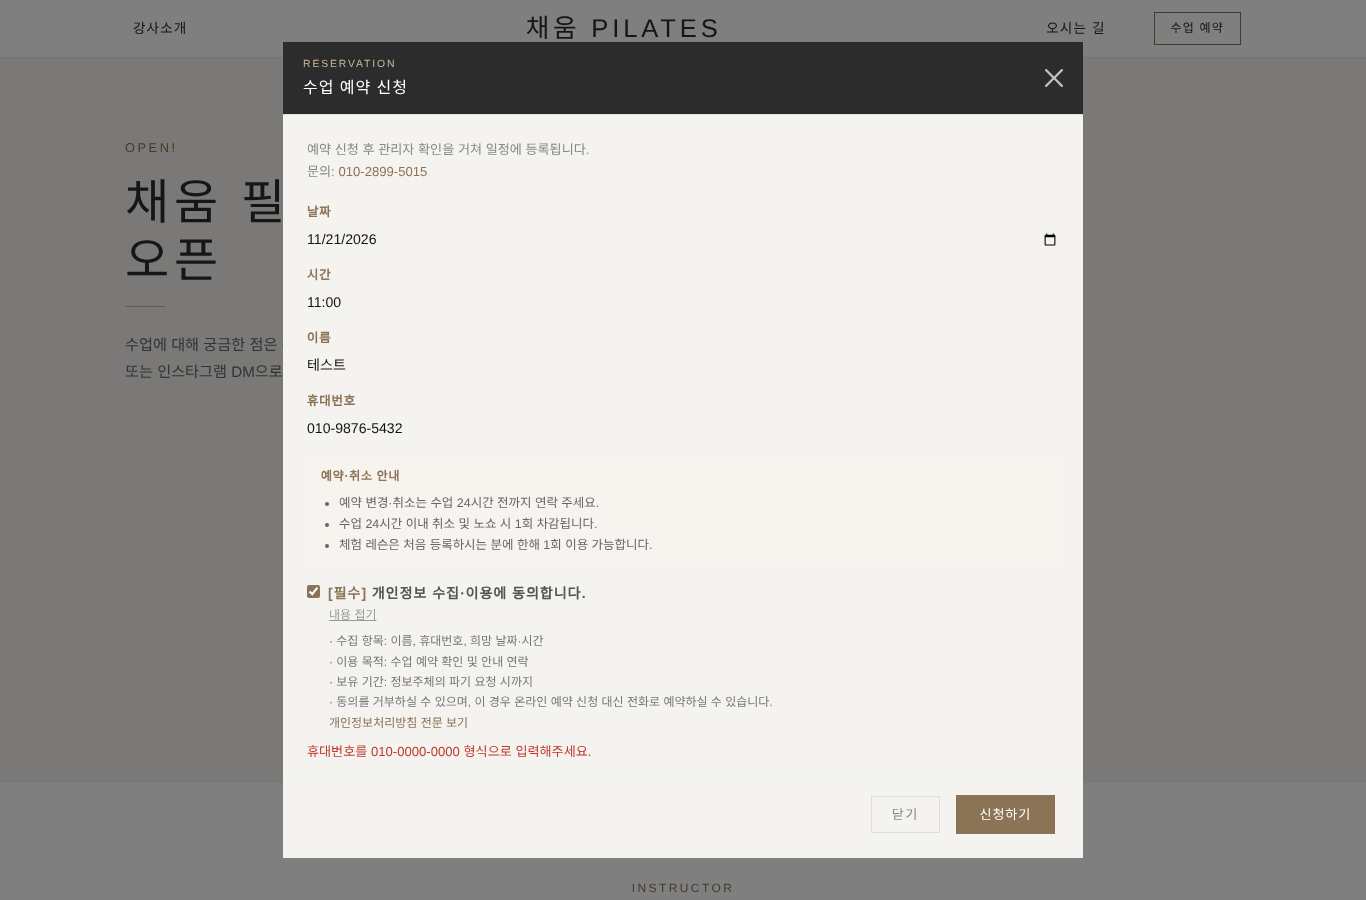 강사소개
채움 PILATES
오시는 길
수업 예약
RESERVATION
수업 예약 신청
OPEN!
채움 필
오픈
수업에 대해 궁금한 점은
또는 인스타그램 DM으로
예약 신청 후 관리자 확인을 거쳐 일정에 등록됩니다.
문의: 010-2899-5015
날짜
11/21/2026
시간
11:00
이름
테스트
휴대번호
010-9876-5432
예약·취소 안내
• 예약 변경·취소는 수업 24시간 전까지 연락 주세요.
• 수업 24시간 이내 취소 및 노쇼 시 1회 차감됩니다.
• 체험 레슨은 처음 등록하시는 분에 한해 1회 이용 가능합니다.
[필수] 개인정보 수집·이용에 동의합니다.
내용 접기
· 수집 항목: 이름, 휴대번호, 희망 날짜·시간
· 이용 목적: 수업 예약 확인 및 안내 연락
· 보유 기간: 정보주체의 파기 요청 시까지
· 동의를 거부하실 수 있으며, 이 경우 온라인 예약 신청 대신 전화로 예약하실 수 있습니다.
개인정보처리방침 전문 보기
휴대번호를 010-0000-0000 형식으로 입력해주세요.
닫기
신청하기
INSTRUCTOR